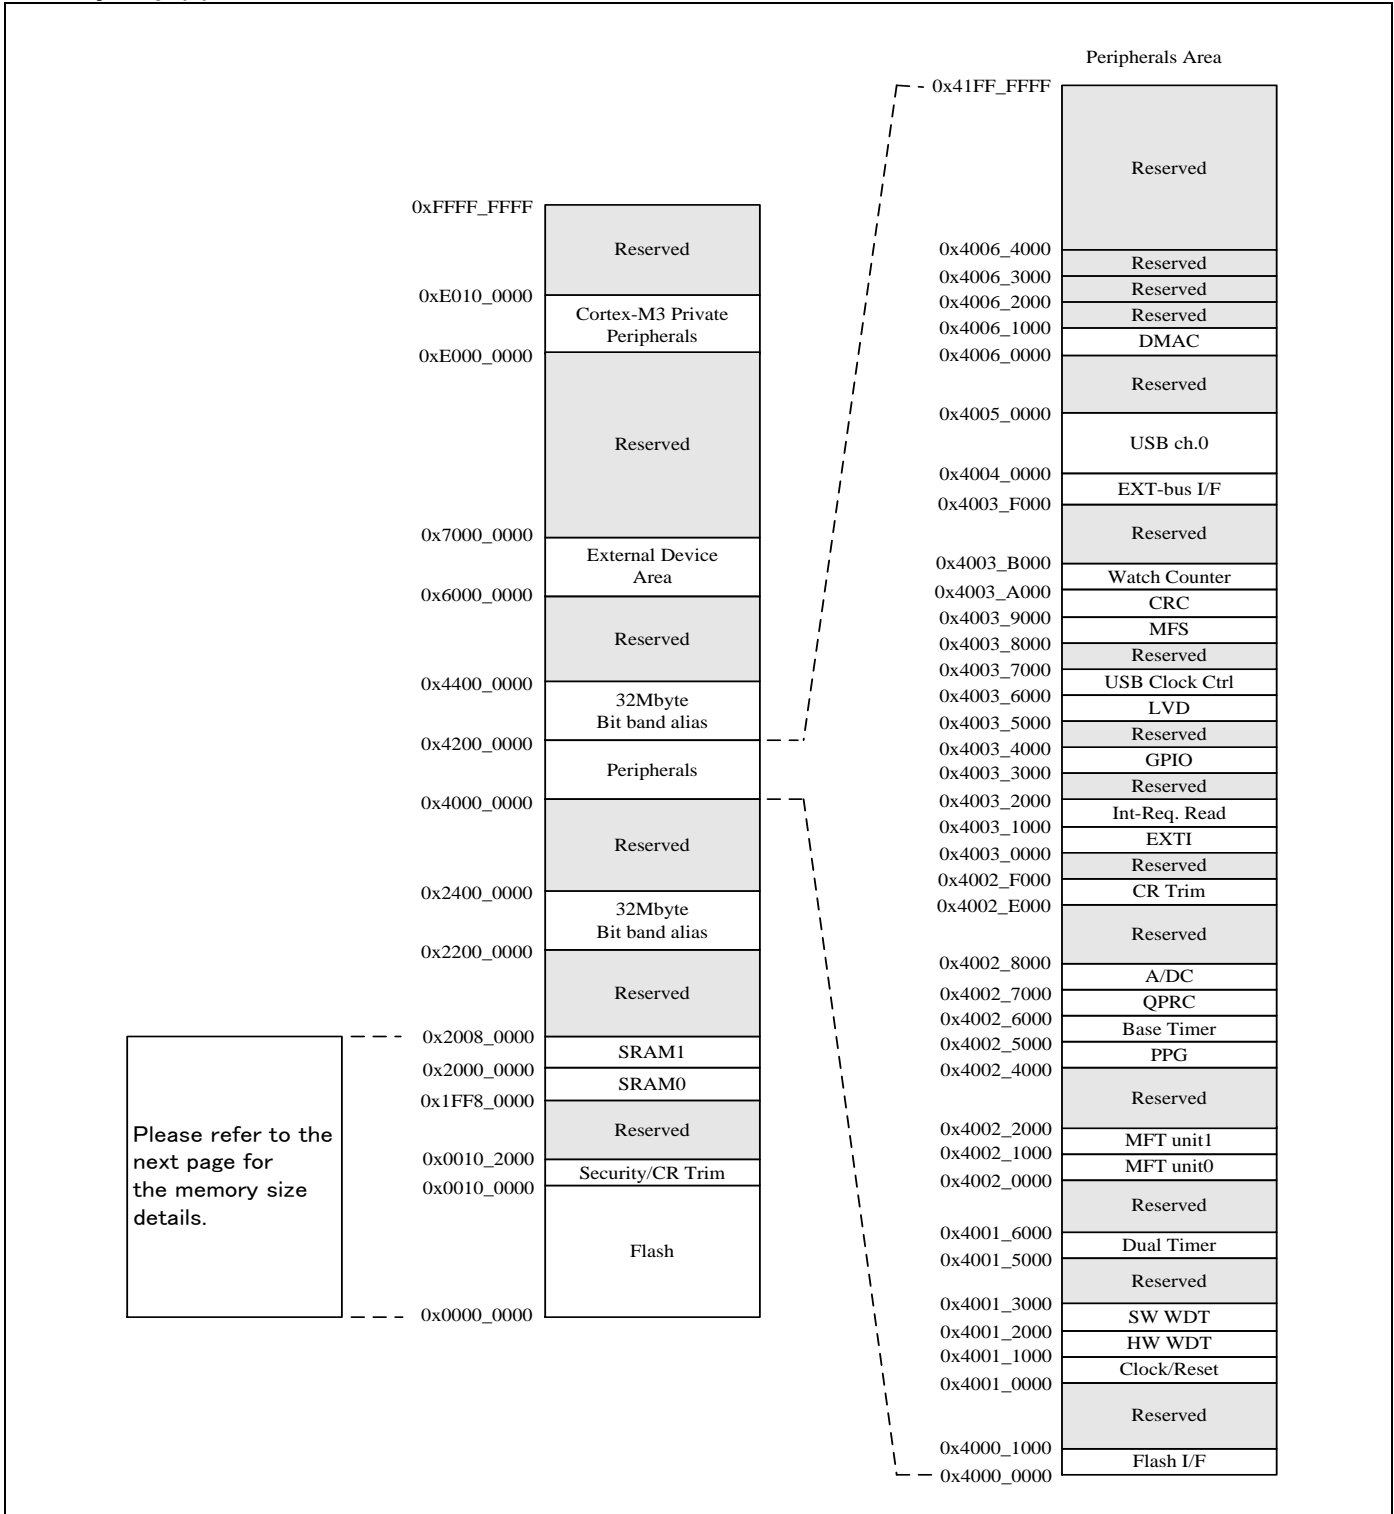 Peripherals Area
0x41FF_FFFF
Reserved
0x4006_4000
Reserved
0x4006_3000
Reserved
0x4006_2000
Reserved
0x4006_1000
DMAC
0x4006_0000
Reserved
0x4005_0000
USB ch.0
0x4004_0000
EXT-bus I/F
0x4003_F000
Reserved
0x4003_B000
Watch Counter
0x4003_A000
CRC
0x4003_9000
MFS
0x4003_8000
Reserved
0x4003_7000
USB Clock Ctrl
0x4003_6000
LVD
0x4003_5000
Reserved
0x4003_4000
GPIO
0x4003_3000
Reserved
0x4003_2000
Int-Req. Read
0x4003_1000
EXTI
0x4003_0000
Reserved
0x4002_F000
CR Trim
0x4002_E000
Reserved
0x4002_8000
A/DC
0x4002_7000
QPRC
0x4002_6000
Base Timer
0x4002_5000
PPG
0x4002_4000
Reserved
0x4002_2000
MFT unit1
0x4002_1000
MFT unit0
0x4002_0000
Reserved
0x4001_6000
Dual Timer
0x4001_5000
Reserved
0x4001_3000
SW WDT
0x4001_2000
HW WDT
0x4001_1000
Clock/Reset
0x4001_0000
Reserved
0x4000_1000
Flash I/F
0x4000_0000
0xFFFF_FFFF
Reserved
0xE010_0000
Cortex-M3 Private
Peripherals
0xE000_0000
Reserved
0x7000_0000
External Device
Area
0x6000_0000
Reserved
0x4400_0000
32Mbyte
Bit band alias
0x4200_0000
Peripherals
0x4000_0000
Reserved
0x2400_0000
32Mbyte
Bit band alias
0x2200_0000
Reserved
0x2008_0000
SRAM1
0x2000_0000
SRAM0
0x1FF8_0000
Reserved
0x0010_2000
Security/CR Trim
0x0010_0000
Flash
0x0000_0000
Please refer to the
next page for
the memory size
details.